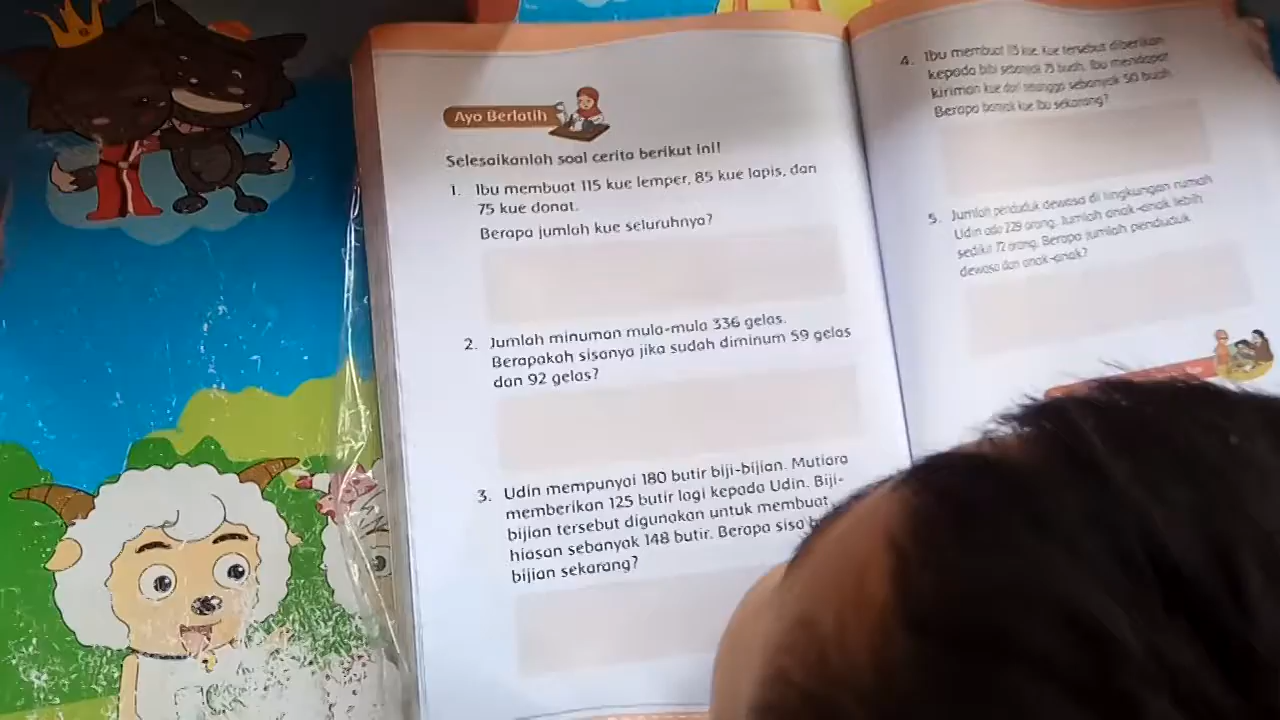 Ayo Berlatih
Selesaikanlah soal cerita berikut ini!
1. Ibu membuat 115 kue lemper, 85 kue lapis, dan
75 kue donat.
Berapa jumlah kue seluruhnya?
2. Jumlah minuman mula-mula 336 gelas.
Berapakah sisanya jika sudah diminum 59 gelas
dan 92 gelas?
3. Udin mempunyai 180 butir biji-bijian. Mutiara
memberikan 125 butir lagi kepada Udin. Biji-
bijian tersebut digunakan untuk membuat
hiasan sebanyak 148 butir. Berapa sisa
bijian sekarang?
4. Ibu membuat 115 kue. Kue tersebut diberikan
kepada bibi sebanyak 75 buah. Ibu mendapat
kiriman kue dari tetangga sebanyak 50 buah.
Berapa banyak kue Ibu sekarang?
5. Jumlah penduduk dewasa di lingkungan rumah
Udin ada 229 orang. Jumlah anak-anak lebih
sedikit 72 orang. Berapa jumlah penduduk
dewasa dan anak-anak?